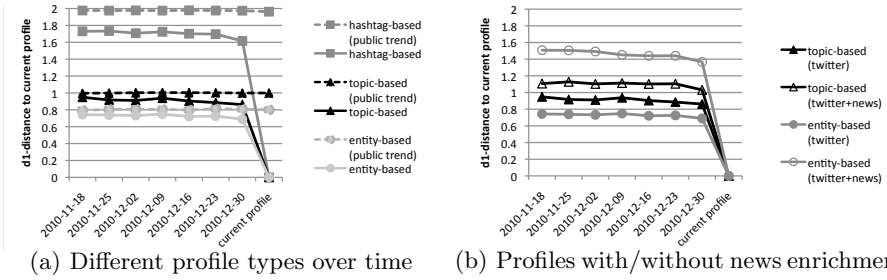 d1-distance to current profile
2
1.8
1.6
1.4
1.2
1
0.8
0.6
0.4
0.2
0
2010-11-18
2010-11-25
2010-12-02
2010-12-09
2010-12-16
2010-12-23
2010-12-30
current profile
hashtag-based
(public trend)
hashtag-based
topic-based
(public trend)
topic-based
entity-based
(public trend)
entity-based
(a) Different profile types over time
d1-distance to current profile
2
1.8
1.6
1.4
1.2
1
0.8
0.6
0.4
0.2
0
2010-11-18
2010-11-25
2010-12-02
2010-12-09
2010-12-16
2010-12-23
2010-12-30
current profile
topic-based
(twitter)
topic-based
(twitter+news)
entity-based
(twitter)
entity-based
(twitter+news)
(b) Profiles with/without news enrichme